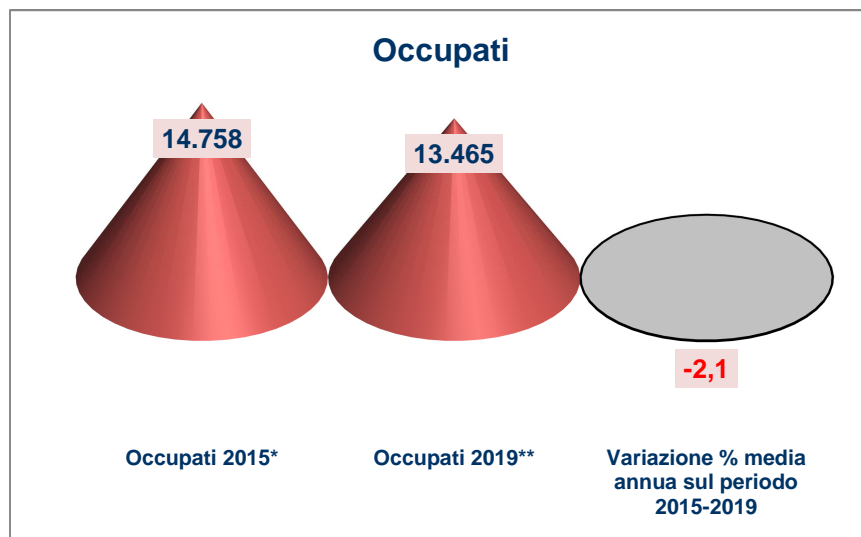 Occupati
14.758
13.465
-2,1
Occupati 2015*
Occupati 2019**
Variazione % media
annua sul periodo
2015-2019